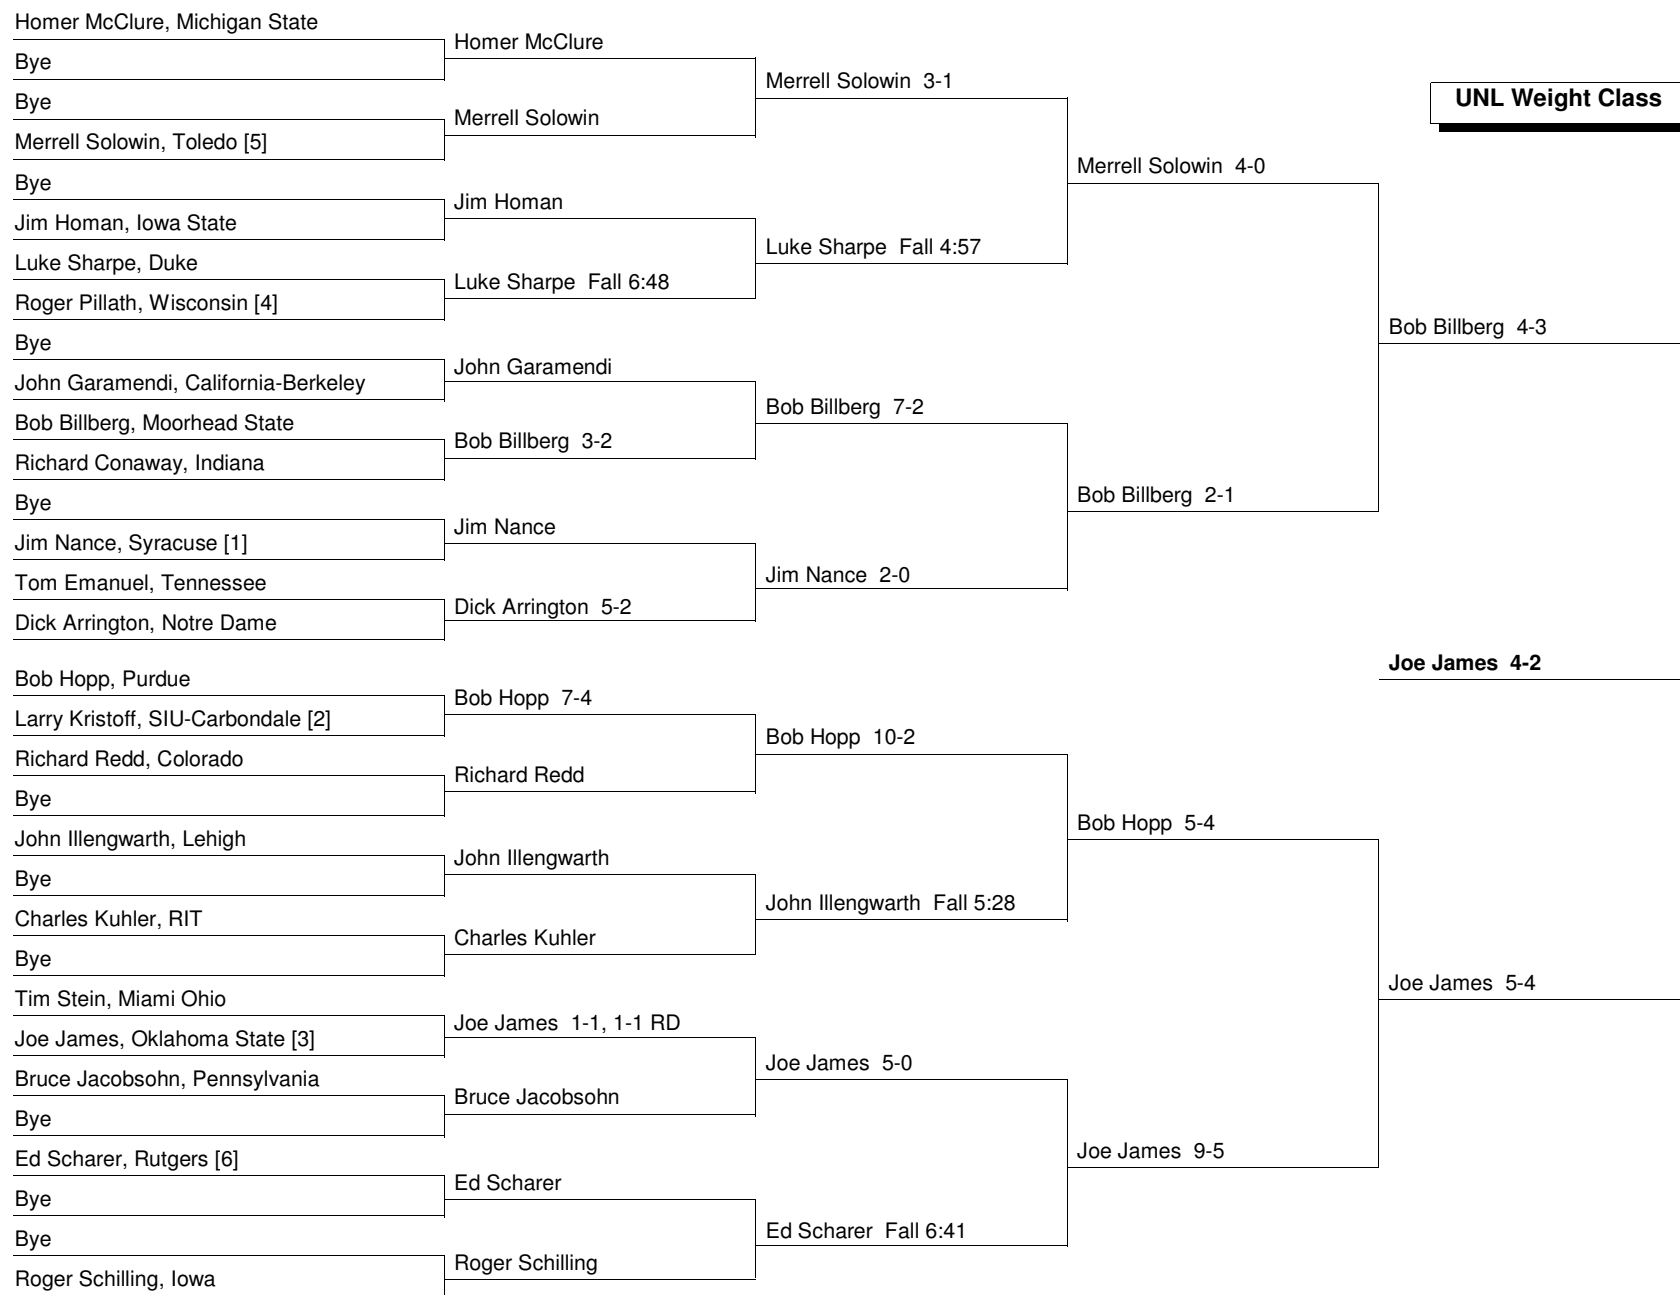 Homer McClure, Michigan State
Bye
Bye
Merrell Solowin, Toledo [5]
Bye
Jim Homan, Iowa State
Luke Sharpe, Duke
Roger Pillath, Wisconsin [4]
Bye
John Garamendi, California-Berkeley
Bob Billberg, Moorhead State
Richard Conaway, Indiana
Bye
Jim Nance, Syracuse [1]
Tom Emanuel, Tennessee
Dick Arrington, Notre Dame
Bob Hopp, Purdue
Larry Kristoff, SIU-Carbondale [2]
Richard Redd, Colorado
Bye
John Illengwarth, Lehigh
Bye
Charles Kuhler, RIT
Bye
Tim Stein, Miami Ohio
Joe James, Oklahoma State [3]
Bruce Jacobsohn, Pennsylvania
Bye
Ed Scharer, Rutgers [6]
Bye
Bye
Roger Schilling, Iowa
Homer McClure
Merrell Solowin
Jim Homan
Luke Sharpe Fall 6:48
John Garamendi
Bob Billberg 3-2
Jim Nance
Dick Arrington 5-2
Bob Hopp 7-4
Richard Redd
John Illengwarth
Charles Kuhler
Joe James 1-1, 1-1 RD
Bruce Jacobsohn
Ed Scharer
Roger Schilling
Merrell Solowin 3-1
Luke Sharpe Fall 4:57
Bob Billberg 7-2
Jim Nance 2-0
Bob Hopp 10-2
John Illengwarth Fall 5:28
Joe James 5-0
Ed Scharer Fall 6:41
Merrell Solowin 4-0
Bob Billberg 2-1
Bob Hopp 5-4
Joe James 9-5
UNL Weight Class
Bob Billberg 4-3
Joe James 4-2
Joe James 5-4